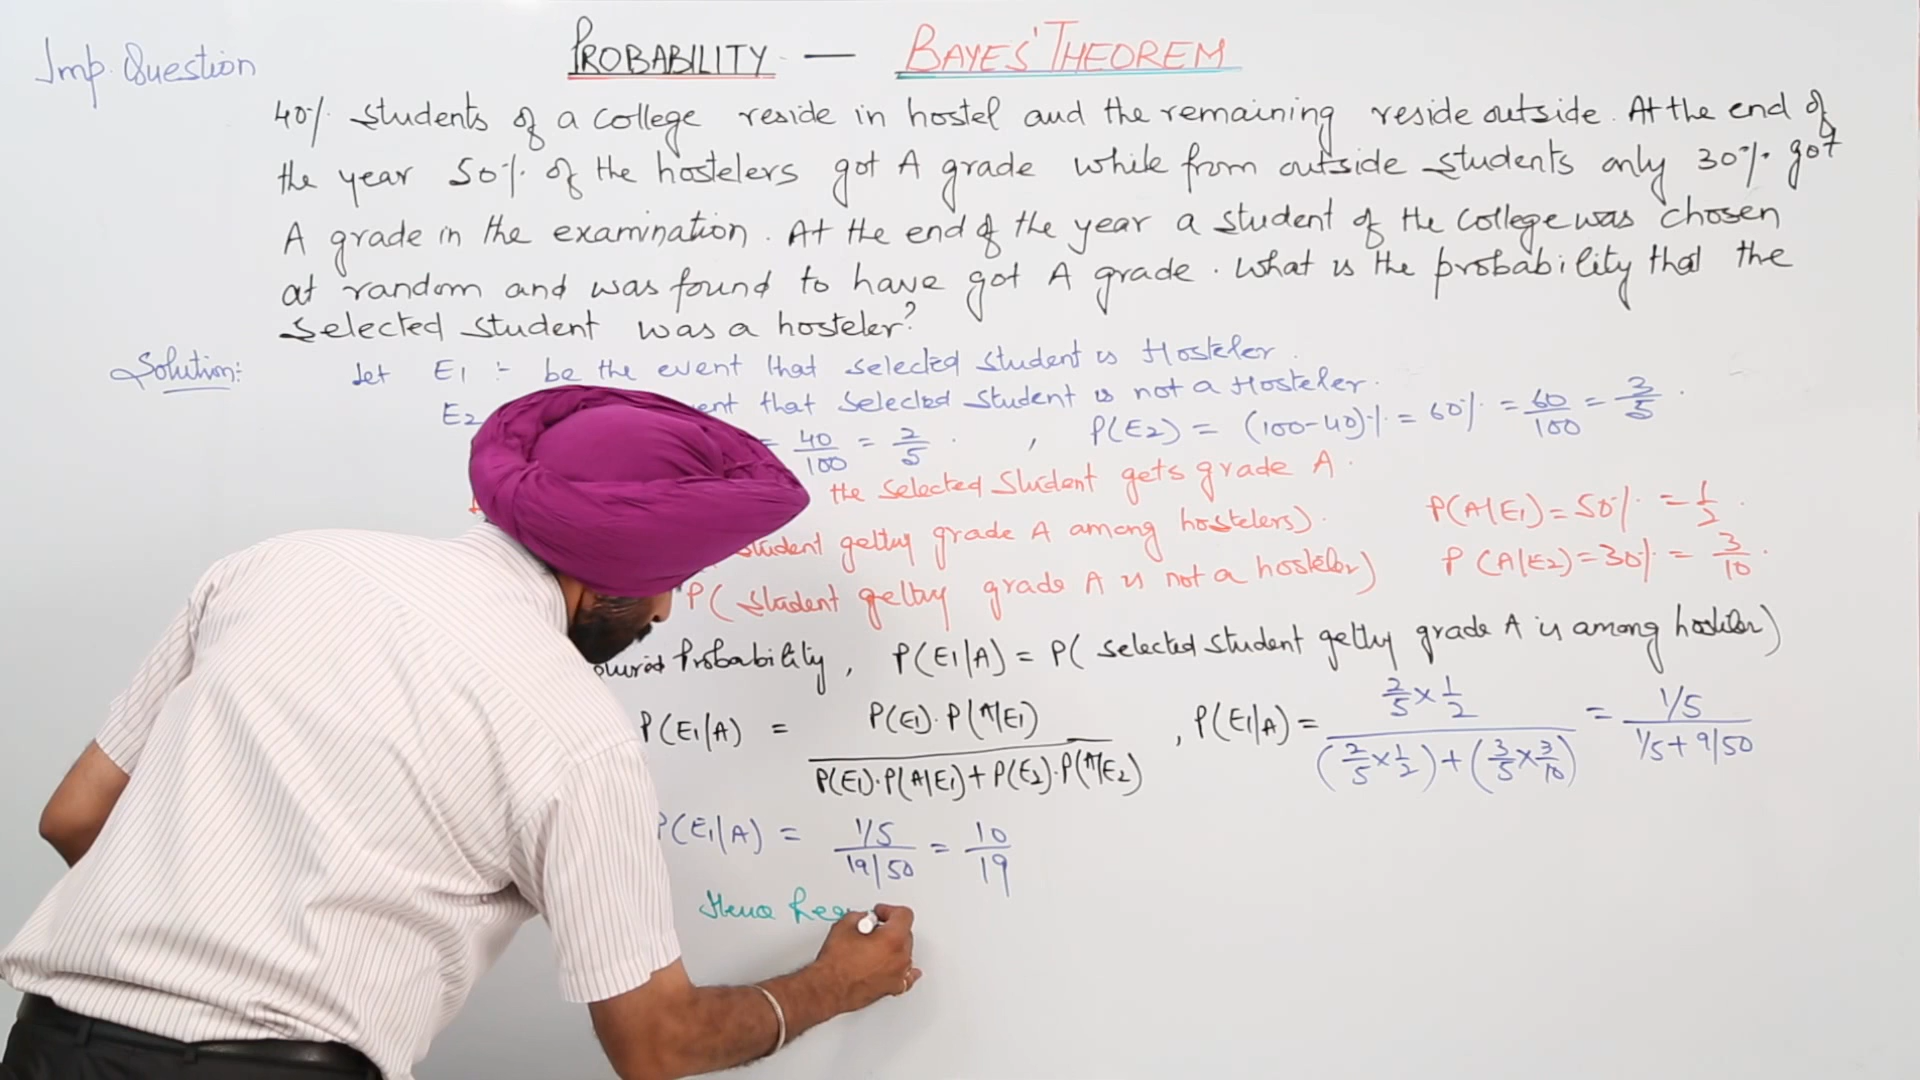 Imp. Question
PROBABILITY — BAYES' THEOREM
40% students of a college reside in hostel and the remaining reside outside. At the end of
the year 50% of the hostelers got A grade while from outside students only 30% got
A grade in the examination. At the end of the year a student of the college was chosen
at random and was found to have got A grade. What is the probability that the
selected student was a hosteler?
Solution:
Let E1 :- be the event that selected student is Hosteler.
E2 that selected student is not a Hosteler.
= 40/100 = 2/5 . , P(E2) = (100-40)% = 60% = 60/100 = 3/5 .
the selected student gets grade A .
student getting grade A among hostelers). P(A|E1) = 50% = 1/2 .
P( student getting grade A is not a hosteler) P(A|E2) = 30% = 3/10 .
Probability, P(E1|A) = P( selected student getting grade A is among hosteler)
P(E1|A) = P(E1).P(A/E1) / P(E1).P(A|E1) + P(E2).P(A/E2) , P(E1|A) = 2/5 × 1/2 / (2/5 × 1/2) + (3/5 × 3/10) = 1/5 / 1/5 + 9/50
P(E1|A) = 1/5 / 19/50 = 10/19
Hence